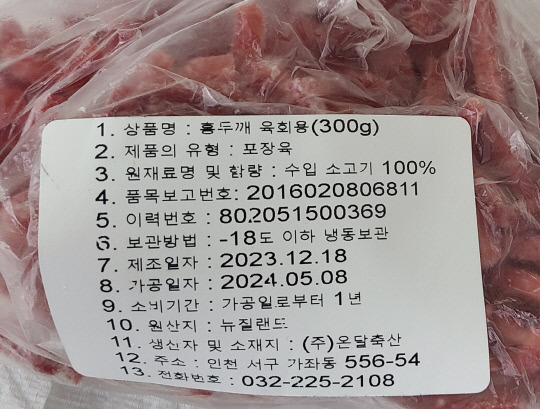 1. 상품명 : 홍두깨 육회용(300g)
2. 제품의 유형 : 포장육
3. 원재료명 및 함량 : 수입 소고기 100%
4. 품목보고번호: 2016020806811
5. 이력번호 : 802051500369
6. 보관방법 : -18도 이하 냉동보관
7. 제조일자 : 2023.12.18
8. 가공일자 : 2024.05.08
9. 소비기간 : 가공일로부터 1년
10. 원산지 : 뉴질랜드
11. 생산자 및 소재지 : (주)온달축산
12. 주소 : 인천 서구 가좌동 556-54
13. 전화번호 : 032-225-2108